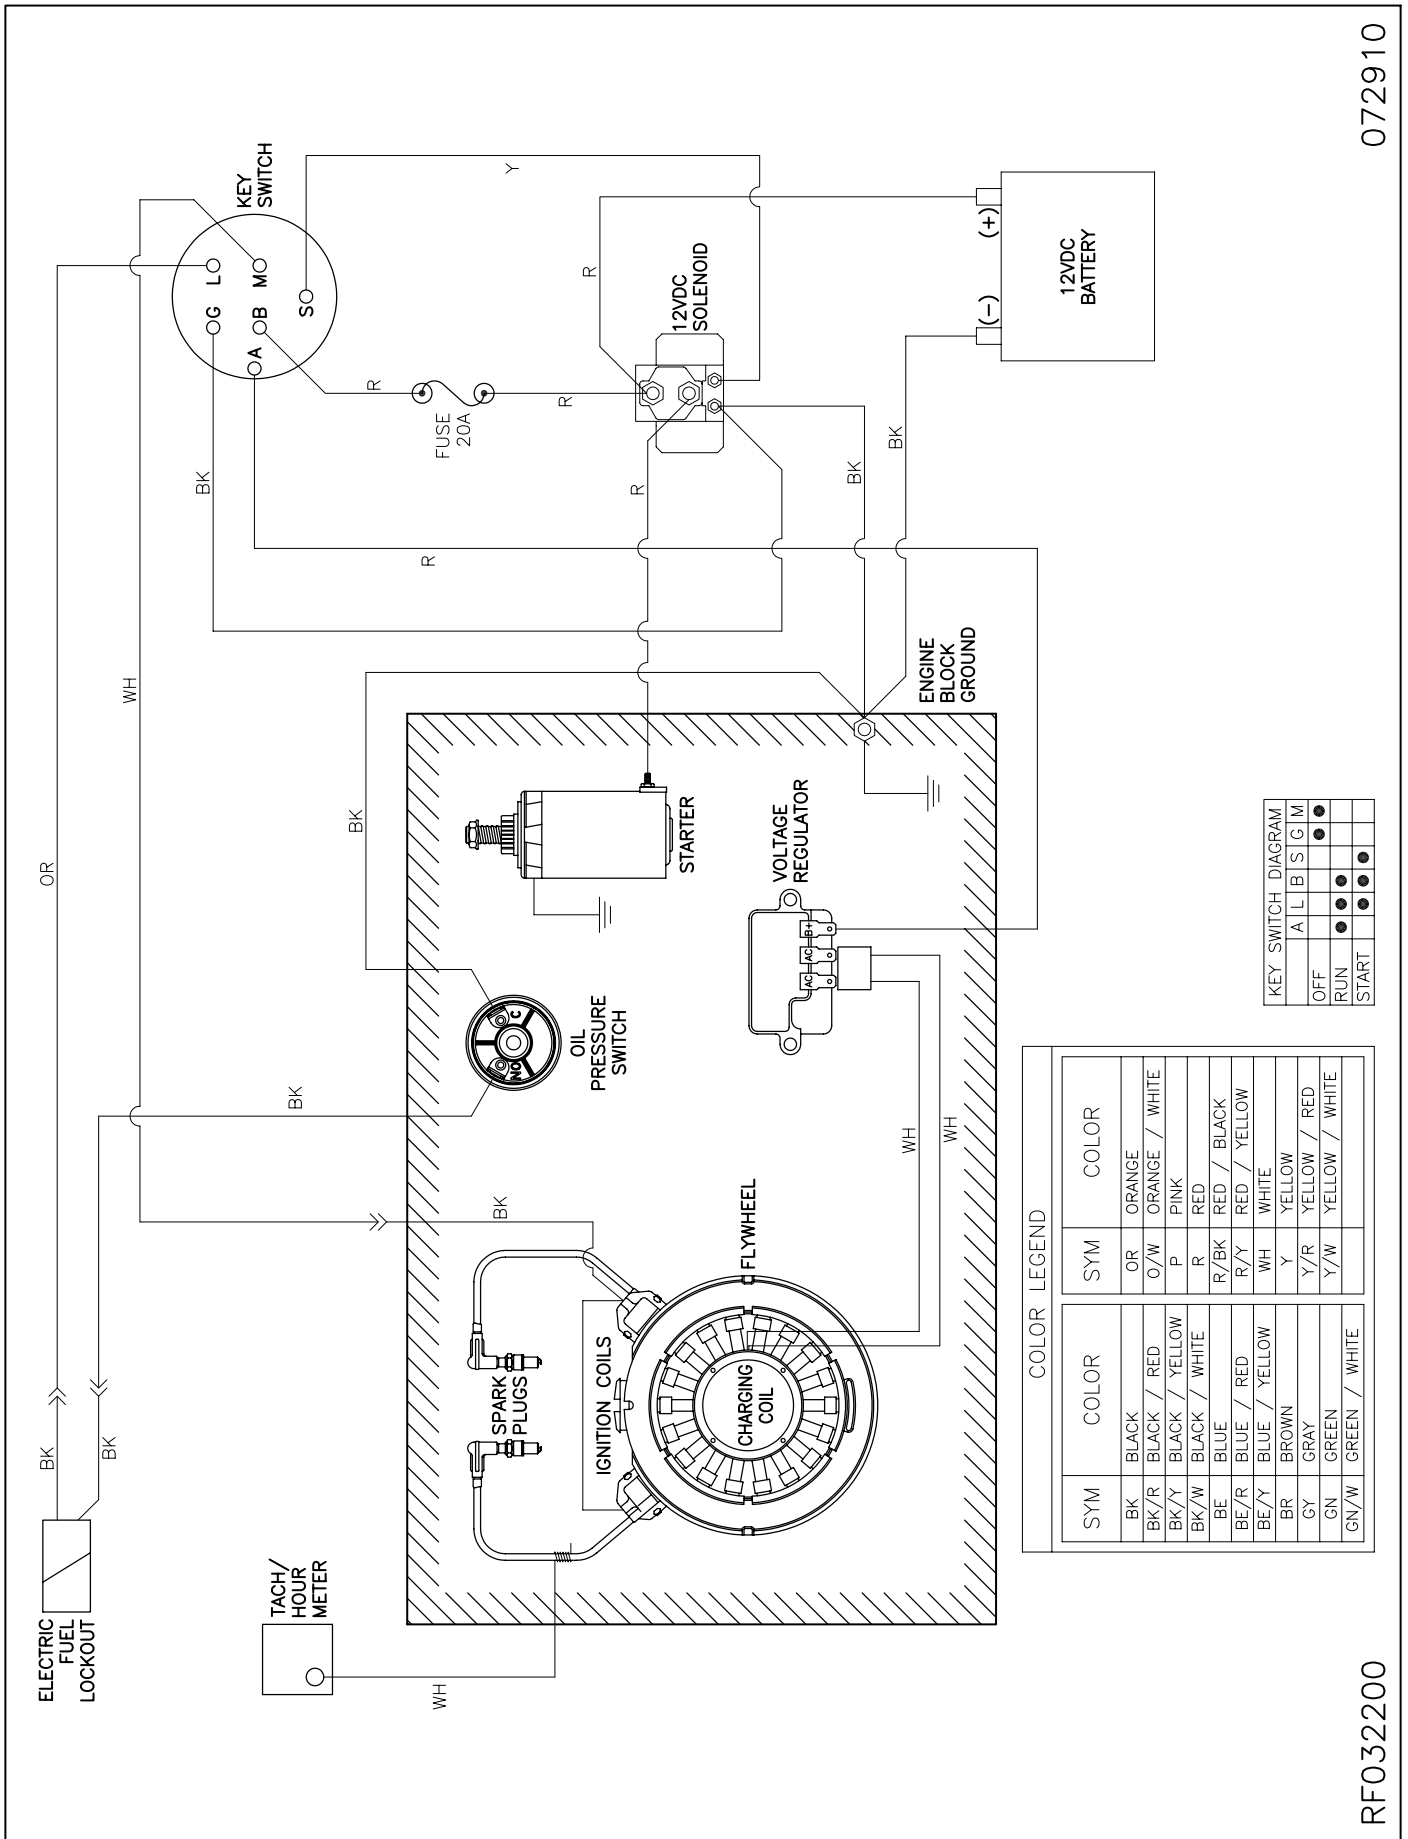 072910
RF032200
ELECTRIC
FUEL
LOCKOUT
BK
BK
OR
WH
TACH/
HOUR
METER
WH
BK
BK
BK
KEY
SWITCH
G
L
A
B
M
S
BK
R
R
FUSE
20A
R
R
Y
R
12VDC
SOLENOID
BK
BK
(-)
(+)
12VDC
BATTERY
ENGINE
BLOCK
GROUND
STARTER
OIL
PRESSURE
SWITCH
NO
C
VOLTAGE
REGULATOR
AC
AC
B+
WH
WH
SPARK
PLUGS
IGNITION COILS
FLYWHEEL
CHARGING
COIL
COLOR LEGEND
SYM COLOR SYM COLOR
BK BLACK OR ORANGE
BK/R BLACK / RED O/W ORANGE / WHITE
BK/Y BLACK / YELLOW P PINK
BK/W BLACK / WHITE R RED
BE BLUE R/BK RED / BLACK
BE/R BLUE / RED R/Y RED / YELLOW
BE/Y BLUE / YELLOW WH WHITE
BR BROWN Y YELLOW
GY GRAY Y/R YELLOW / RED
GN GREEN Y/W YELLOW / WHITE
GN/W GREEN / WHITE
KEY SWITCH DIAGRAM
A L B S G M
OFF
RUN
START